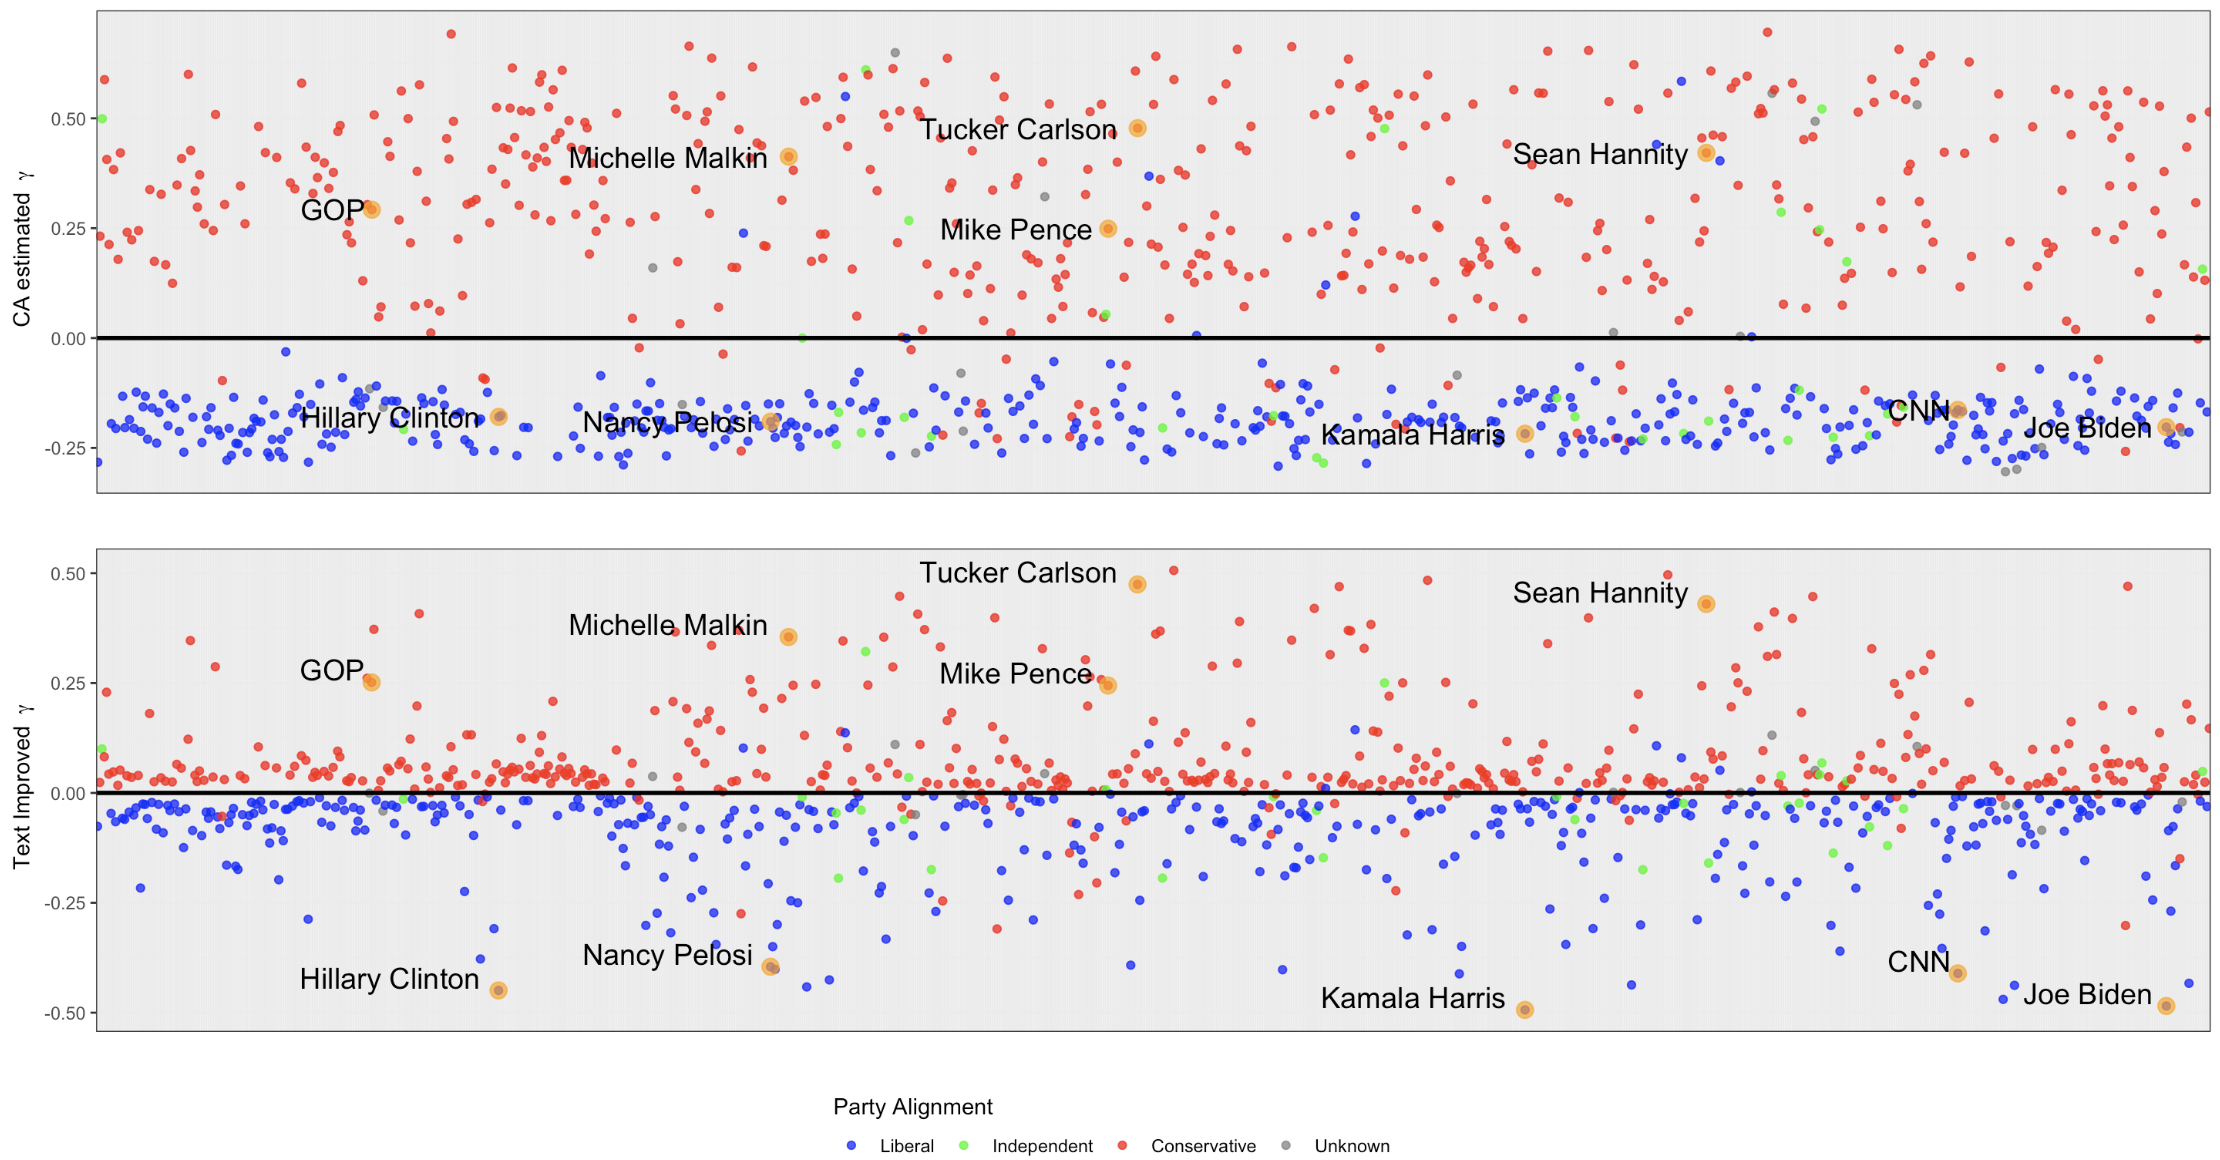 CA estimated γ
0.50
0.25
0.00
-0.25
Tucker Carlson
Michelle Malkin
Sean Hannity
GOP
Mike Pence
Hillary Clinton
Nancy Pelosi
Kamala Harris
CNN
Joe Biden
Text Improved γ
0.50
0.25
0.00
-0.25
-0.50
Tucker Carlson
Sean Hannity
Michelle Malkin
GOP
Mike Pence
Nancy Pelosi
CNN
Hillary Clinton
Kamala Harris
Joe Biden
Party Alignment
Liberal Independent Conservative Unknown